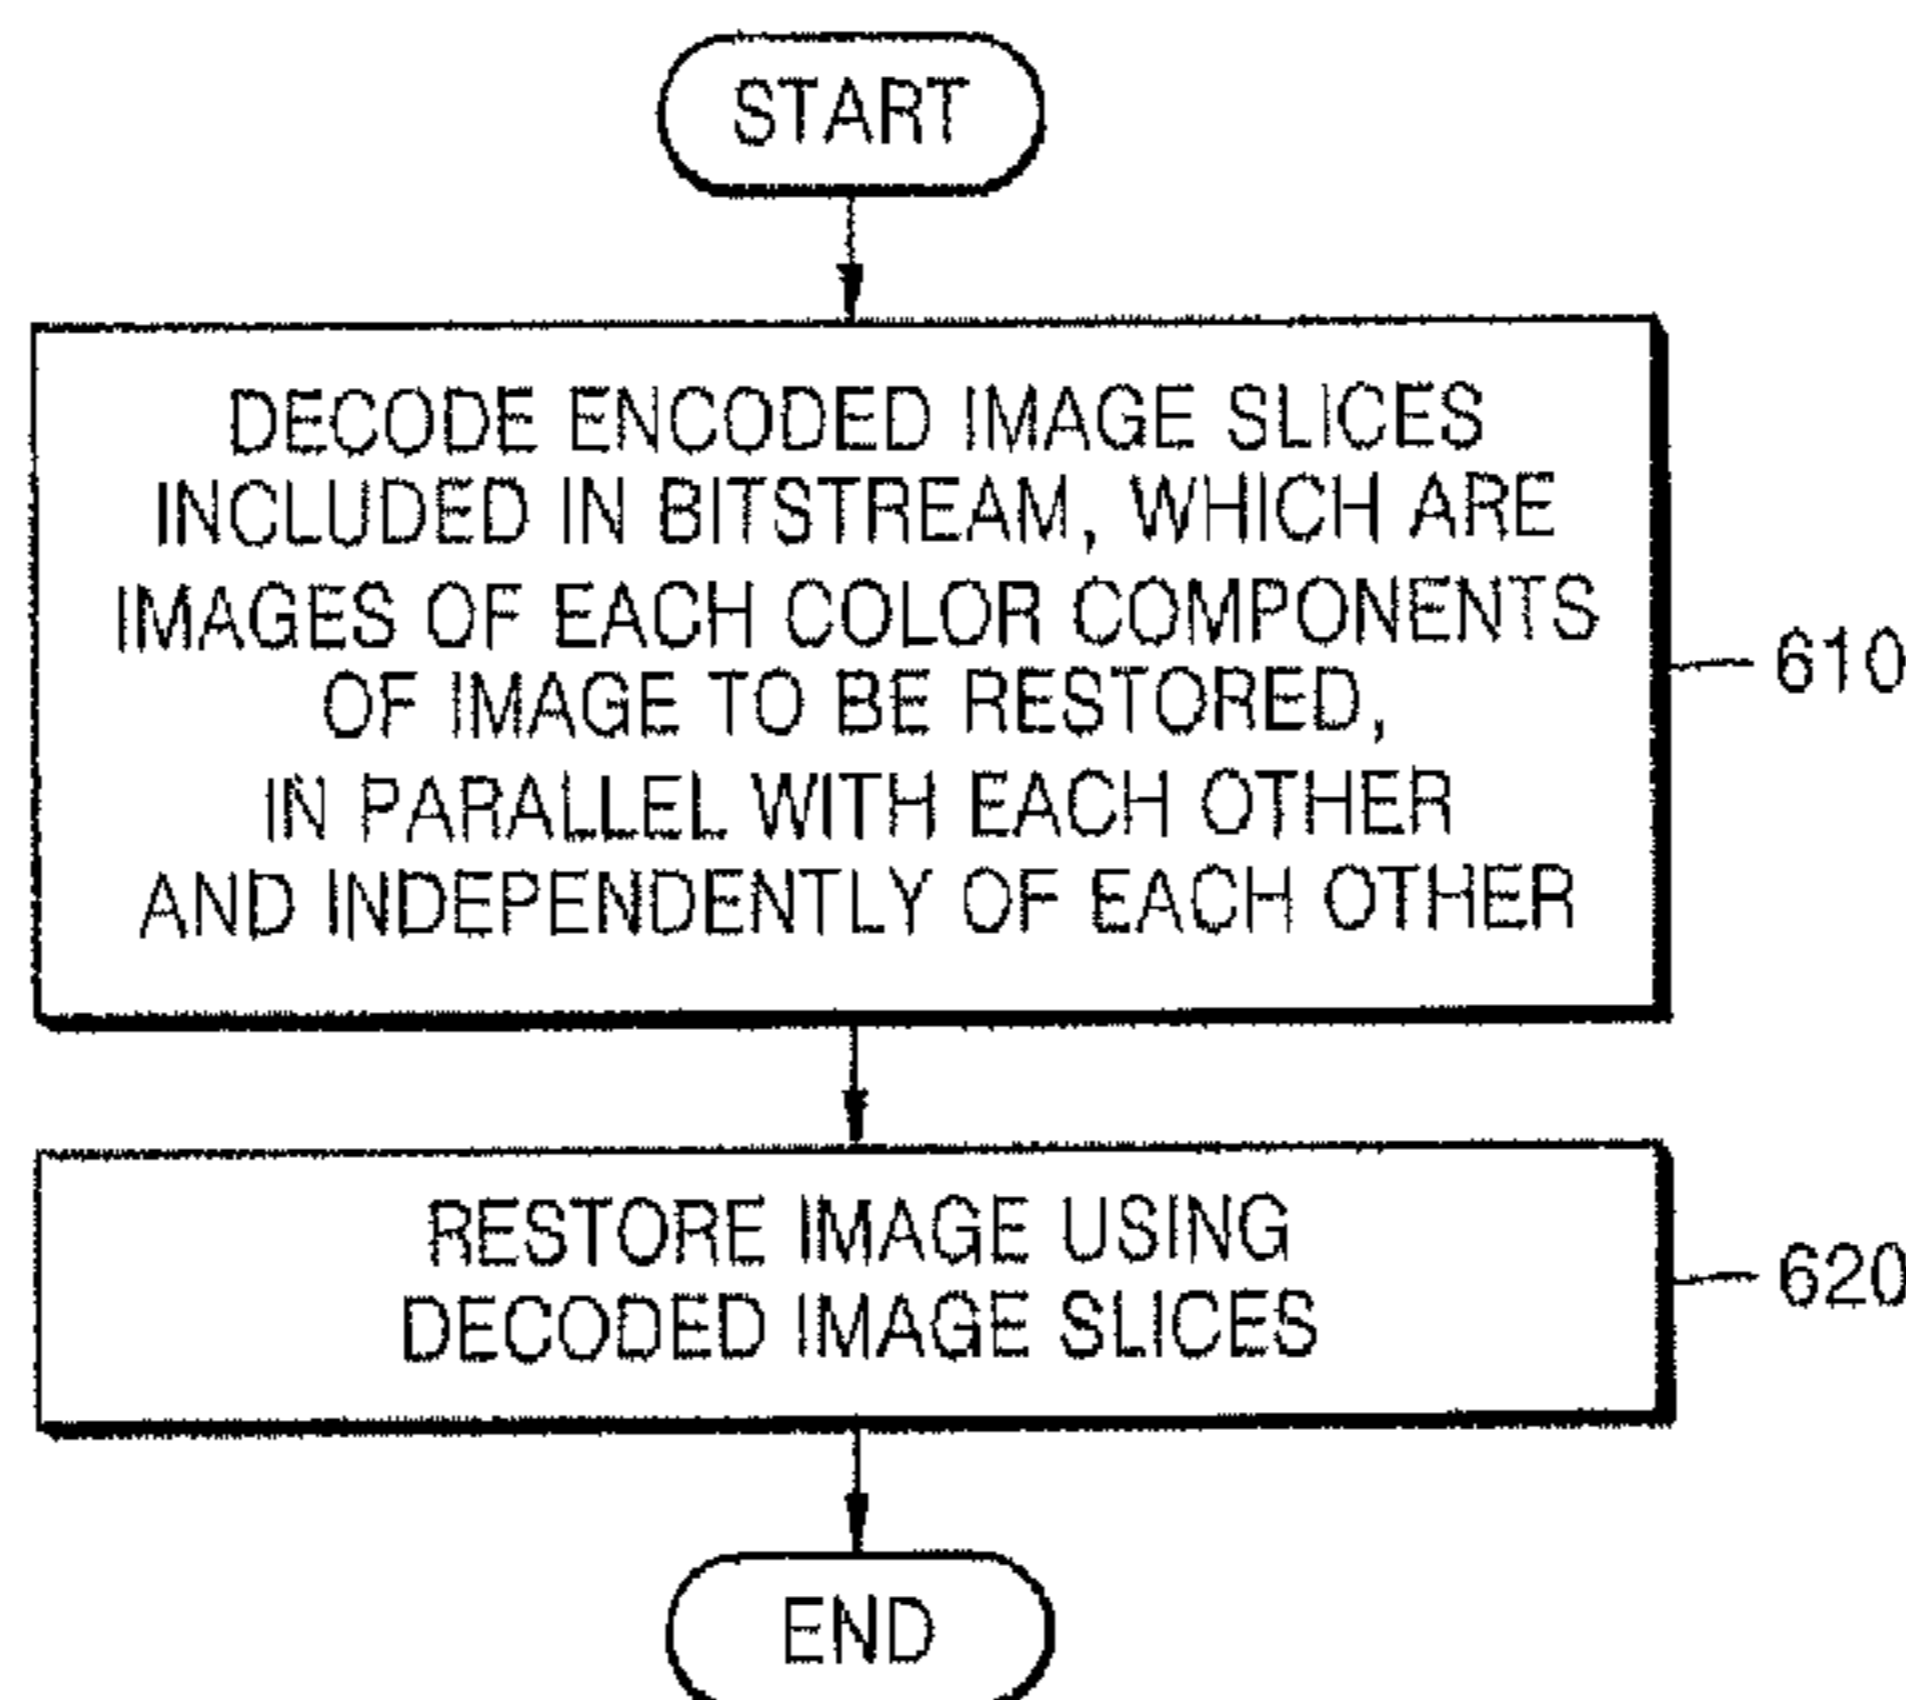 START
DECODE ENCODED IMAGE SLICES
INCLUDED IN BITSTREAM, WHICH ARE
IMAGES OF EACH COLOR COMPONENTS
OF IMAGE TO BE RESTORED,
IN PARALLEL WITH EACH OTHER
AND INDEPENDENTLY OF EACH OTHER
610
RESTORE IMAGE USING
DECODED IMAGE SLICES
620
END